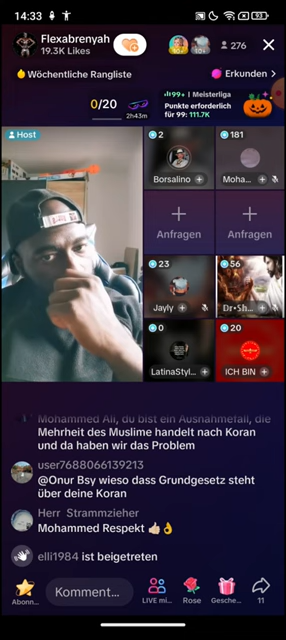 14:33
93
Flexabrenyah
19.3K Likes
276
Wöchentliche Rangliste
Erkunden >
0/20
2h43m
99+ | Meisterliga
Punkte erforderlich
für 99: 111.7K
Host
2
Borsalino
181
Moha...
Anfragen
Anfragen
23
Jayly
56
Dr•Sh...
0
LatinaStyl...
20
ICH BIN
Mohammed Ali, du bist ein Ausnahmefall, die
Mehrheit des Muslime handelt nach Koran
und da haben wir das Problem
user7688066139213
@Onur Bsy wieso dass Grundgesetz steht
über deine Koran
Herr Strammzieher
Mohammed Respekt 👍🏻👌
elli1984 ist beigetreten
Abonn...
Komment...
LIVE mi...
Rose
Gesche...
11